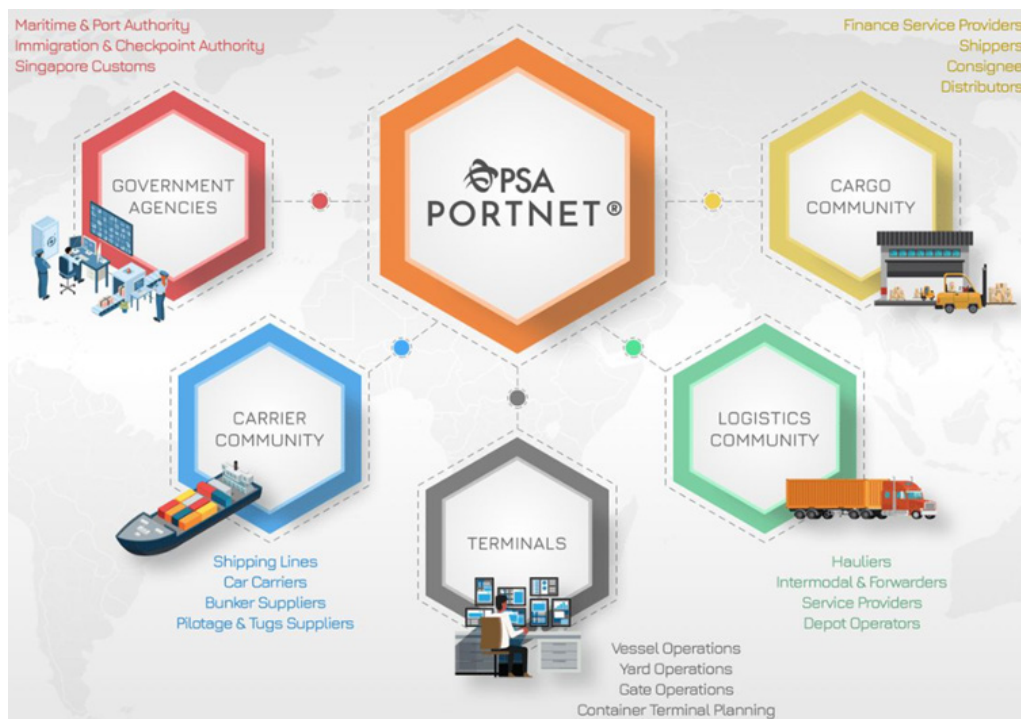 Maritime & Port Authority
Immigration & Checkpoint Authority
Singapore Customs
Finance Service Providers
Shippers
Consignee
Distributors
GOVERNMENT
AGENCIES
PSA
PORTNET®
CARGO
COMMUNITY
CARRIER
COMMUNITY
LOGISTICS
COMMUNITY
TERMINALS
Shipping Lines
Car Carriers
Bunker Suppliers
Pilotage & Tugs Suppliers
Hauliers
Intermodal & Forwarders
Service Providers
Depot Operators
Vessel Operations
Yard Operations
Gate Operations
Container Terminal Planning